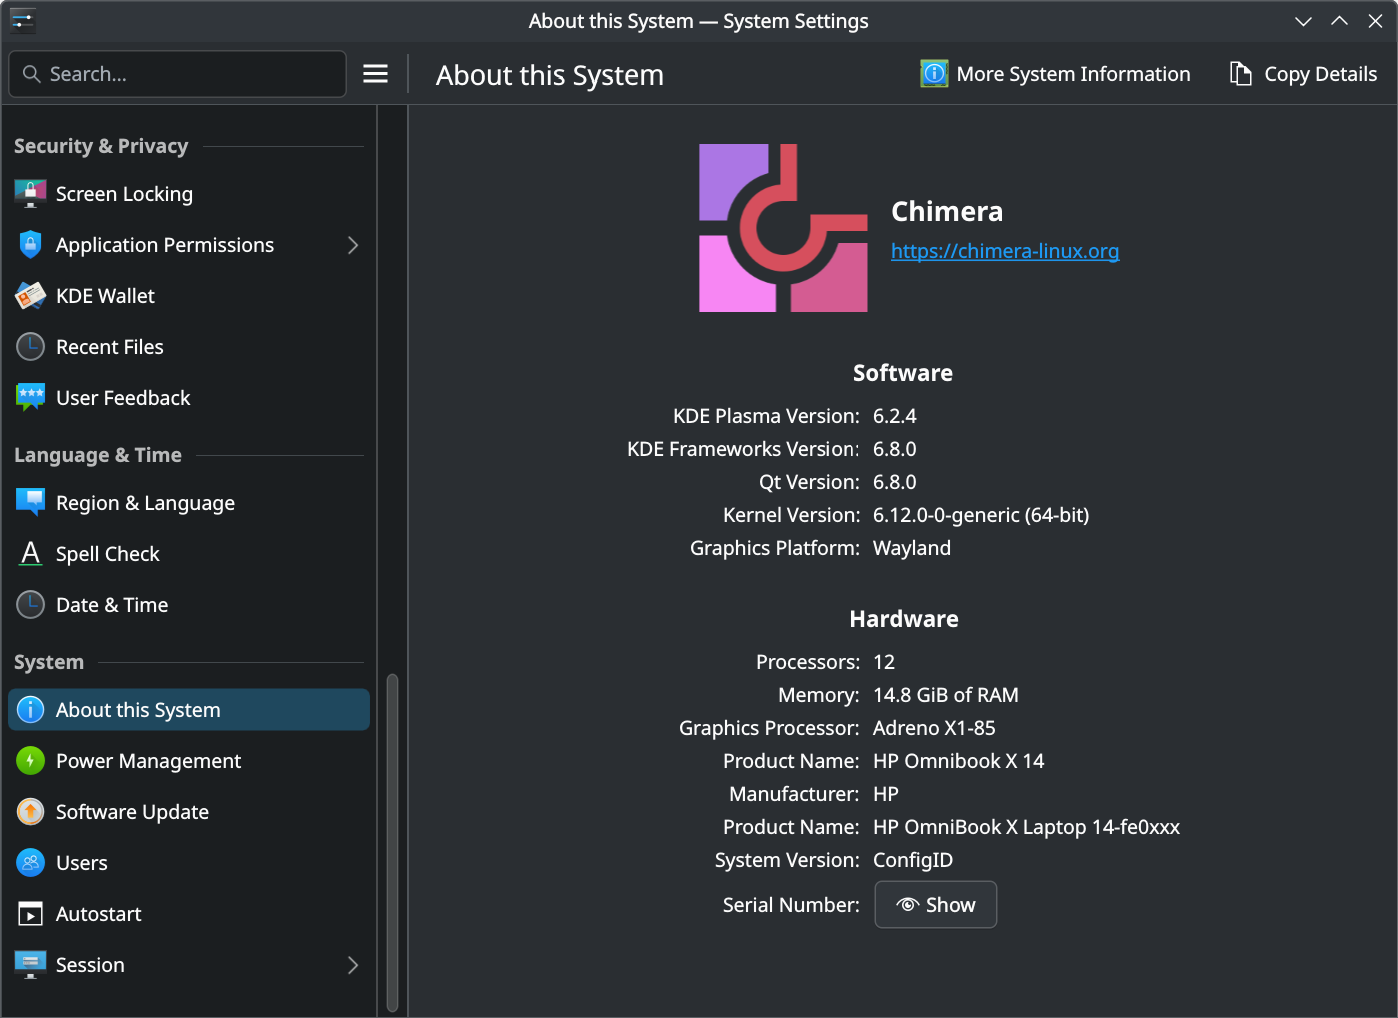 About this System — System Settings
Search...
About this System
More System Information
Copy Details
Security & Privacy
Screen Locking
Application Permissions
KDE Wallet
Recent Files
User Feedback
Language & Time
Region & Language
Spell Check
Date & Time
System
About this System
Power Management
Software Update
Users
Autostart
Session
Chimera
https://chimera-linux.org
Software
KDE Plasma Version: 6.2.4
KDE Frameworks Version: 6.8.0
Qt Version: 6.8.0
Kernel Version: 6.12.0-0-generic (64-bit)
Graphics Platform: Wayland
Hardware
Processors: 12
Memory: 14.8 GiB of RAM
Graphics Processor: Adreno X1-85
Product Name: HP Omnibook X 14
Manufacturer: HP
Product Name: HP OmniBook X Laptop 14-fe0xxx
System Version: ConfigID
Serial Number: Show